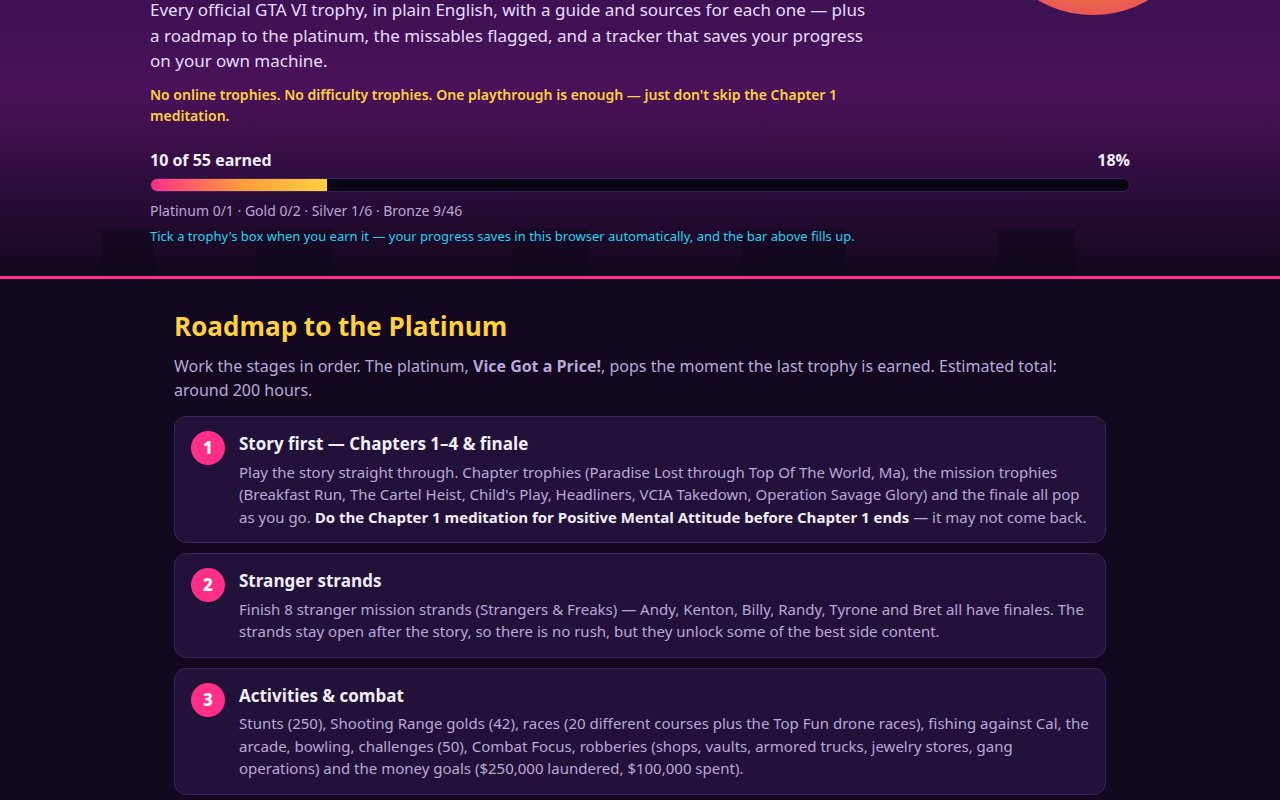 Every official GTA VI trophy, in plain English, with a guide and sources for each one — plus
a roadmap to the platinum, the missables flagged, and a tracker that saves your progress
on your own machine.
No online trophies. No difficulty trophies. One playthrough is enough — just don't skip the Chapter 1
meditation.
10 of 55 earned 18%
Platinum 0/1 · Gold 0/2 · Silver 1/6 · Bronze 9/46
Tick a trophy's box when you earn it — your progress saves in this browser automatically, and the bar above fills up.
Roadmap to the Platinum
Work the stages in order. The platinum, Vice Got a Price!, pops the moment the last trophy is earned. Estimated total:
around 200 hours.
1 Story first — Chapters 1–4 & finale
Play the story straight through. Chapter trophies (Paradise Lost through Top Of The World, Ma), the mission trophies
(Breakfast Run, The Cartel Heist, Child's Play, Headliners, VCIA Takedown, Operation Savage Glory) and the finale all pop
as you go. Do the Chapter 1 meditation for Positive Mental Attitude before Chapter 1 ends — it may not come back.
2 Stranger strands
Finish 8 stranger mission strands (Strangers & Freaks) — Andy, Kenton, Billy, Randy, Tyrone and Bret all have finales. The
strands stay open after the story, so there is no rush, but they unlock some of the best side content.
3 Activities & combat
Stunts (250), Shooting Range golds (42), races (20 different courses plus the Top Fun drone races), fishing against Cal, the
arcade, bowling, challenges (50), Combat Focus, robberies (shops, vaults, armored trucks, jewelry stores, gang
operations) and the money goals ($250,000 laundered, $100,000 spent).